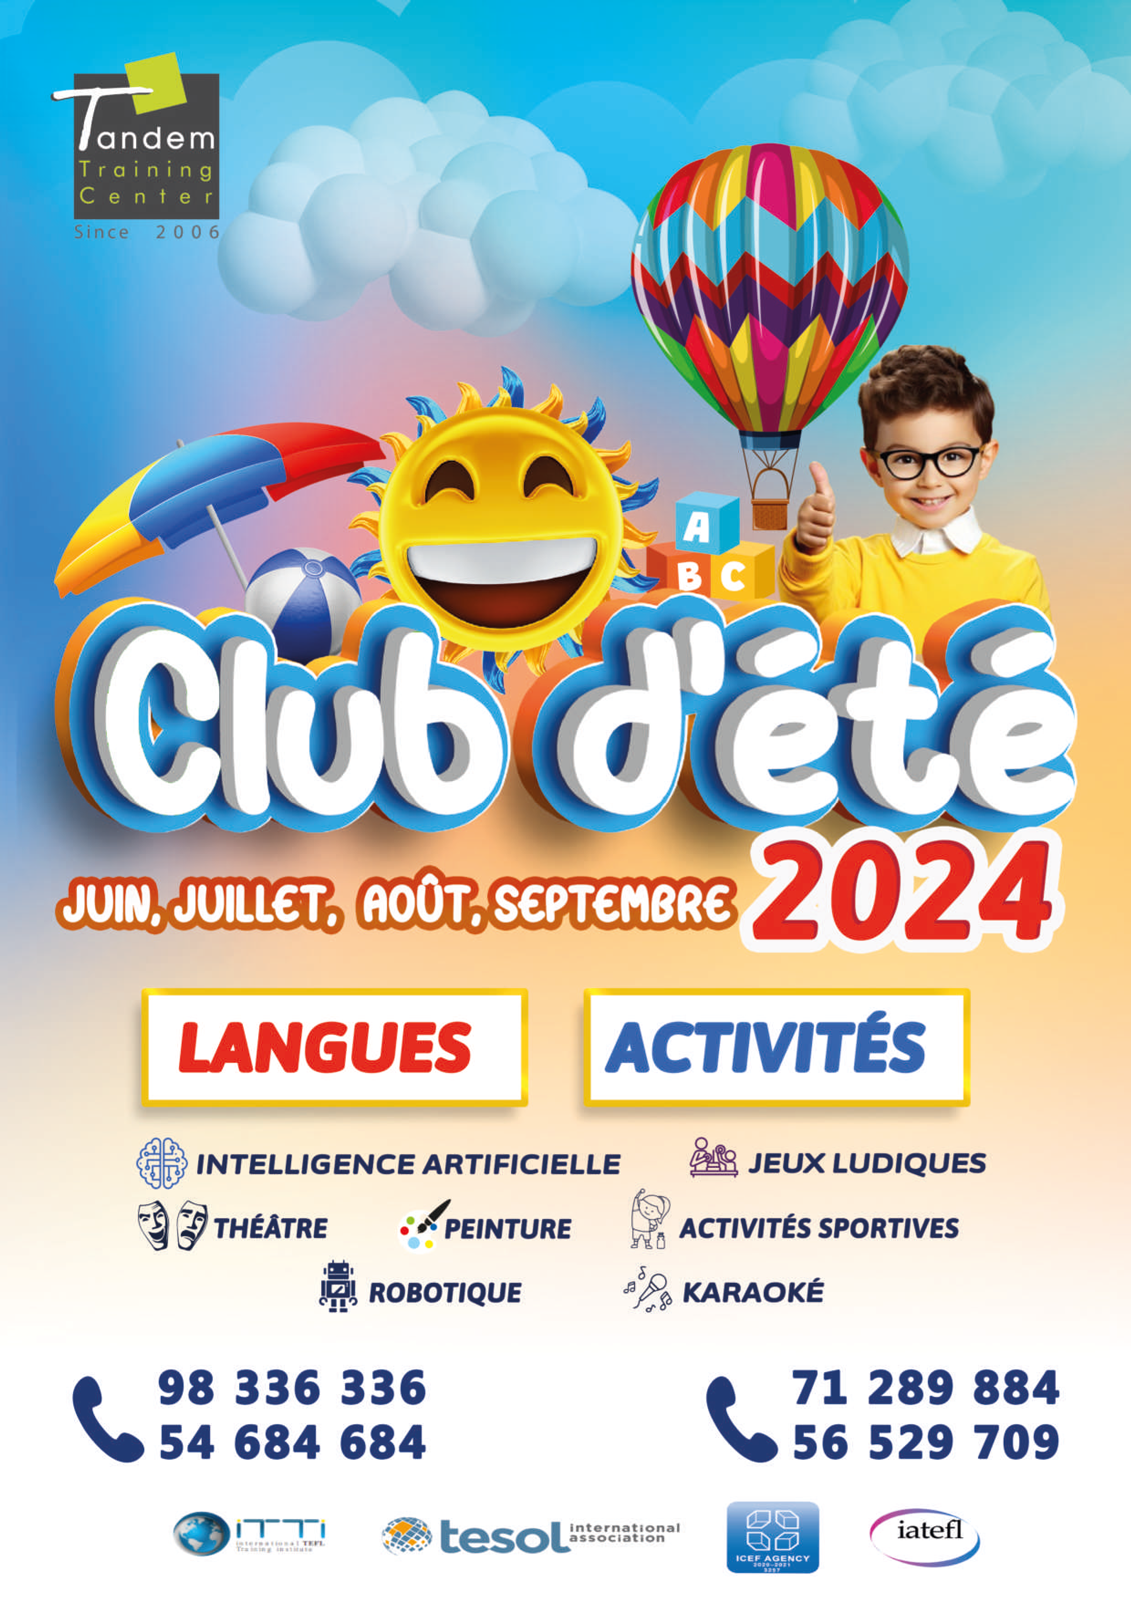 Tandem
Training
Center
Since 2006
A
B C
Club d'été
2024
JUIN, JUILLET, AOÛT, SEPTEMBRE
LANGUES
ACTIVITÉS
INTELLIGENCE ARTIFICIELLE
JEUX LUDIQUES
THÉÂTRE
PEINTURE
ACTIVITÉS SPORTIVES
ROBOTIQUE
KARAOKÉ
98 336 336
54 684 684
71 289 884
56 529 709
ITTI
international TEFL
Training institute
tesol international
association
ICEF AGENCY
2020-2021
3257
iatefl